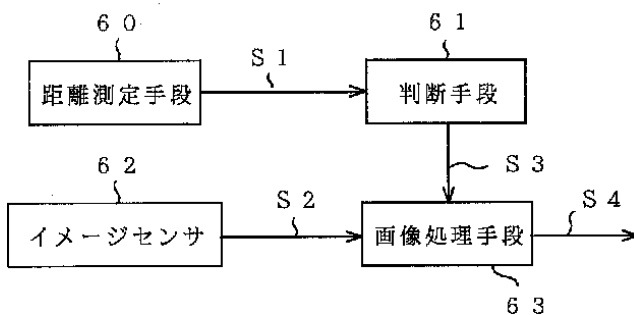 ６０
６１
Ｓ１
距離測定手段
判断手段
６２
Ｓ３
Ｓ２
Ｓ４
イメージセンサ
画像処理手段
６３